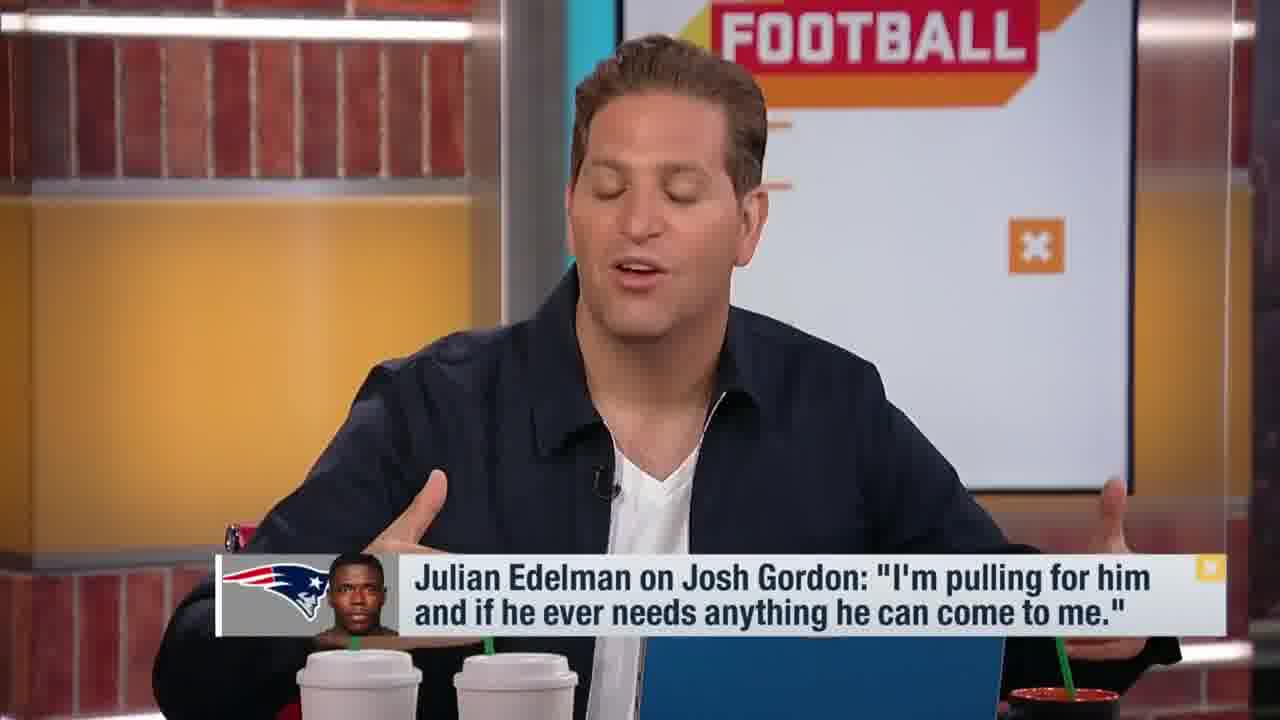 FOOTBALL
Julian Edelman on Josh Gordon: "I'm pulling for him
and if he ever needs anything he can come to me."